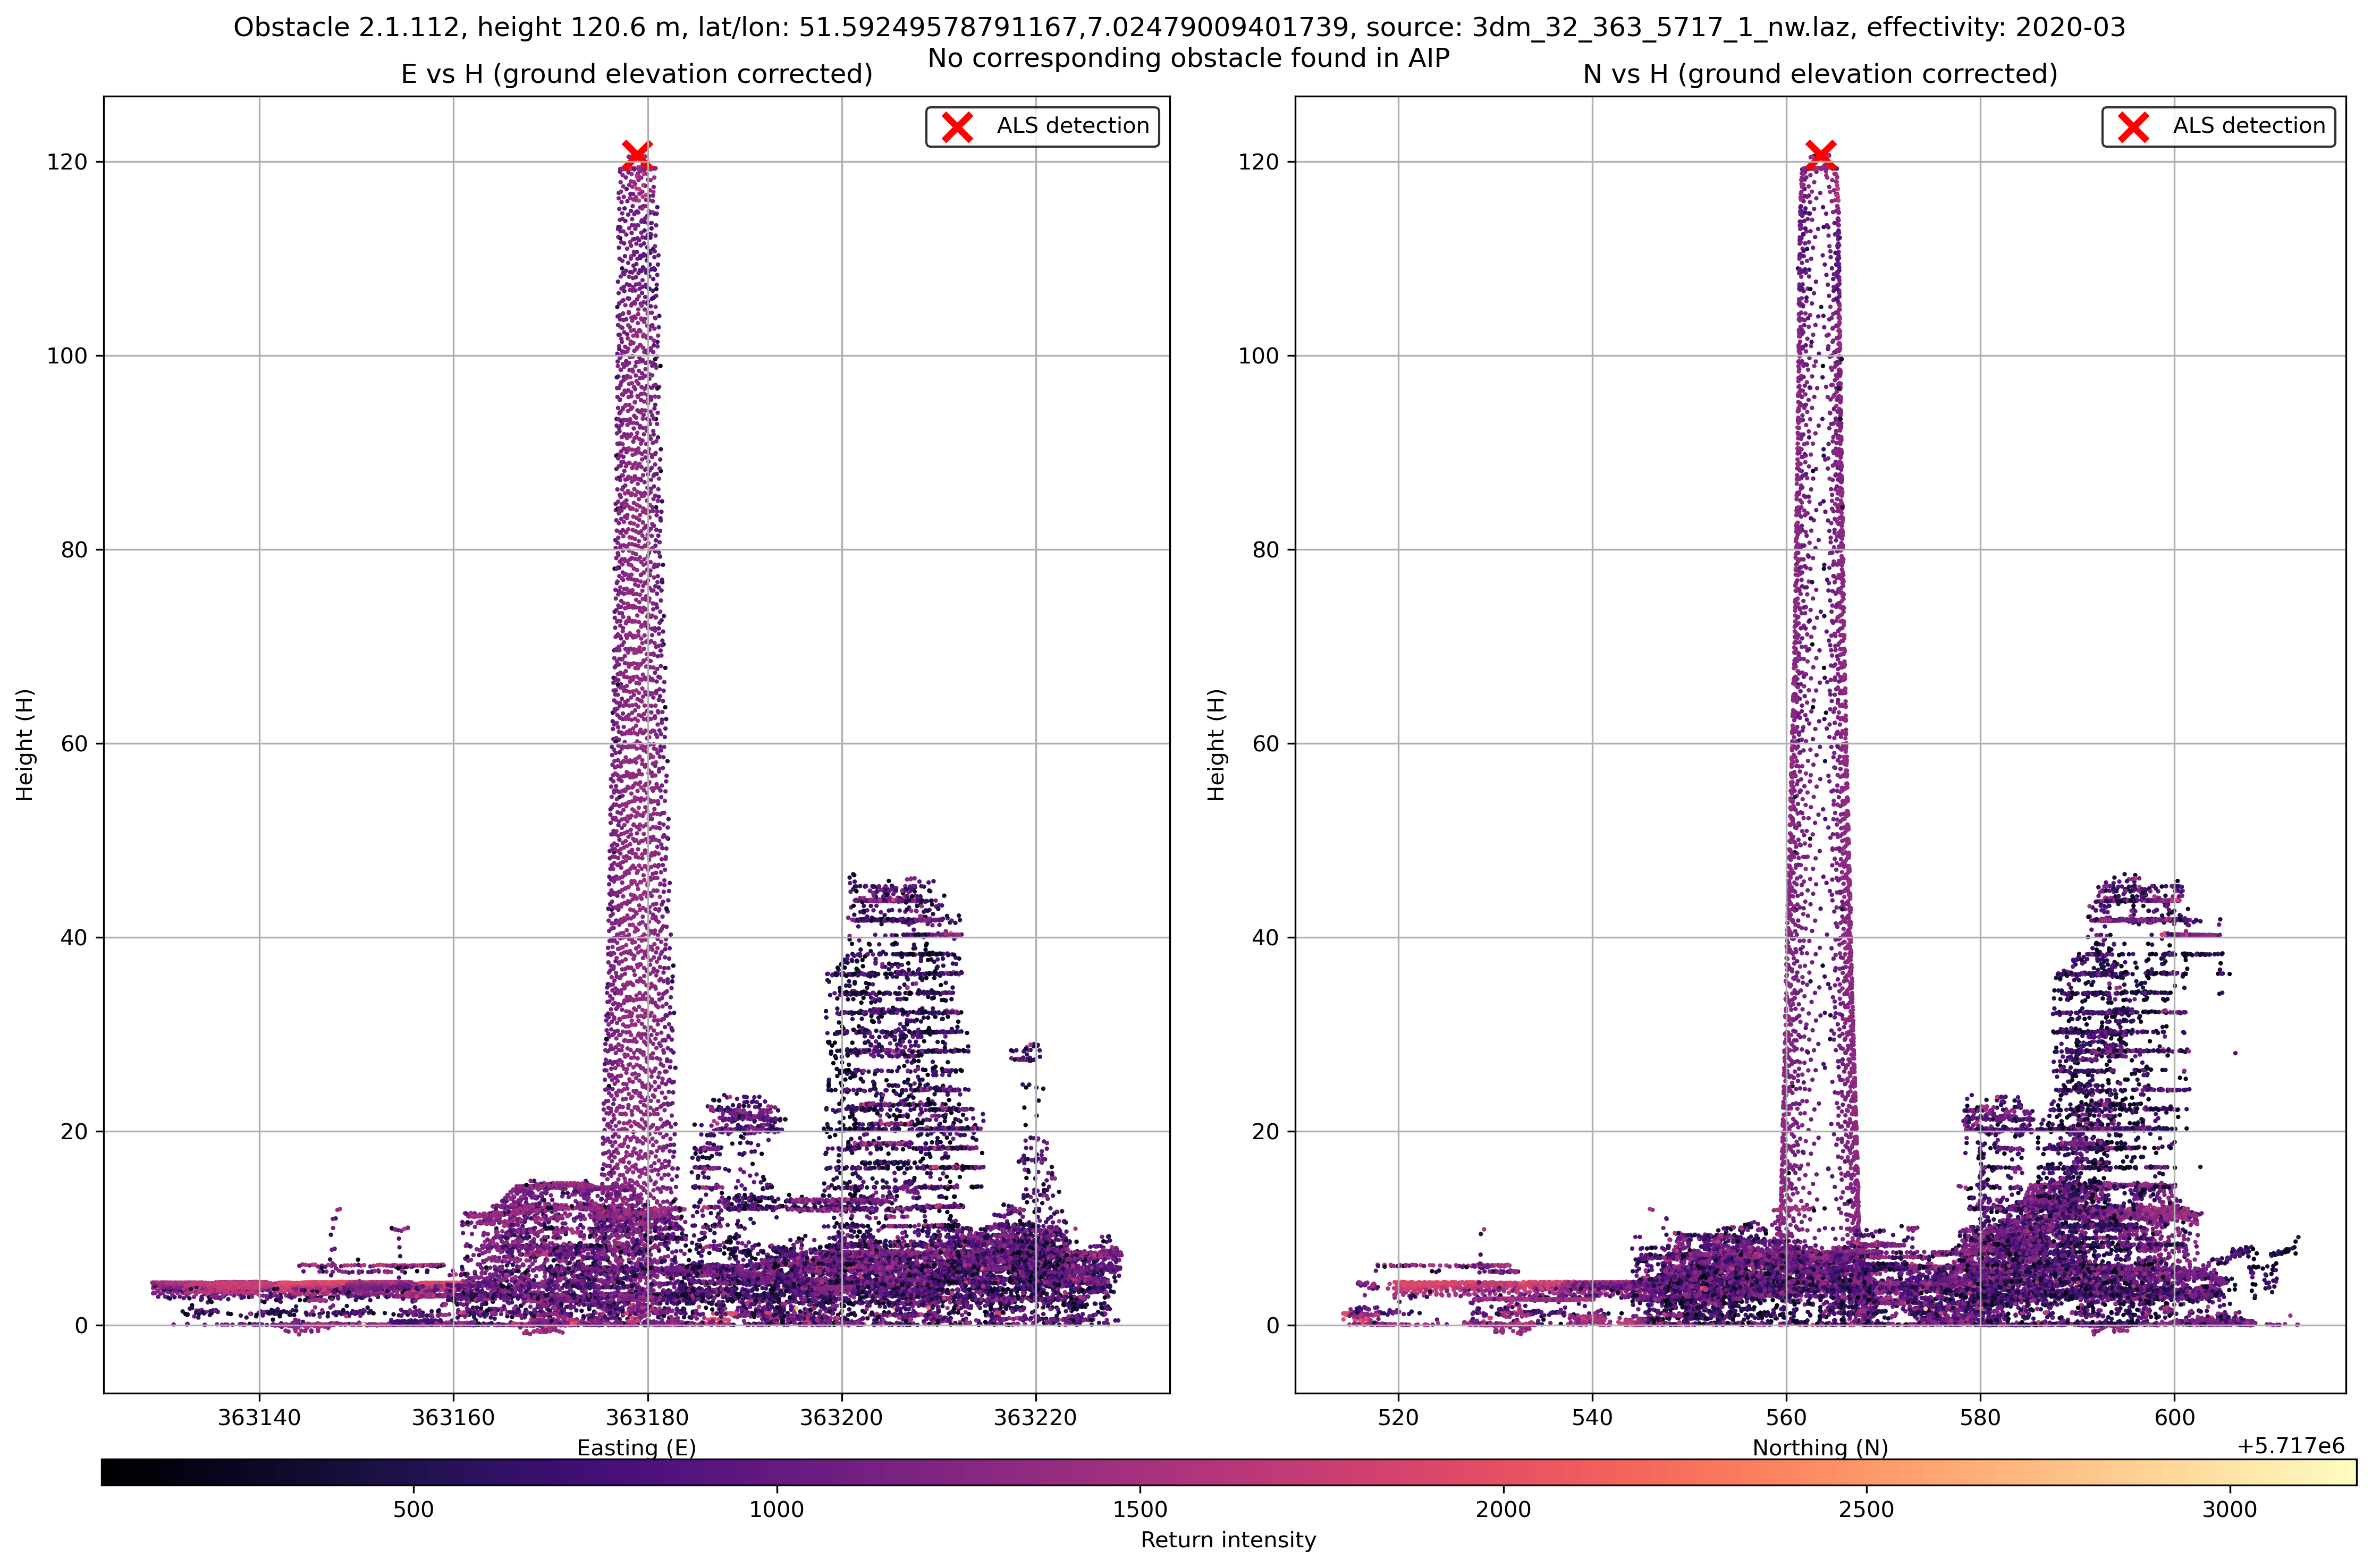 Obstacle 2.1.112, height 120.6 m, lat/lon: 51.59249578791167,7.02479009401739, source: 3dm_32_363_5717_1_nw.laz, effectivity: 2020-03
No corresponding obstacle found in AIP
E vs H (ground elevation corrected)
ALS detection
120
100
80
60
40
20
0
Height (H)
363140 363160 363180 363200 363220
Easting (E)
N vs H (ground elevation corrected)
ALS detection
120
100
80
60
40
20
0
Height (H)
520 540 560 580 600
Northing (N)
+5.717e6
500 1000 1500 2000 2500 3000
Return intensity